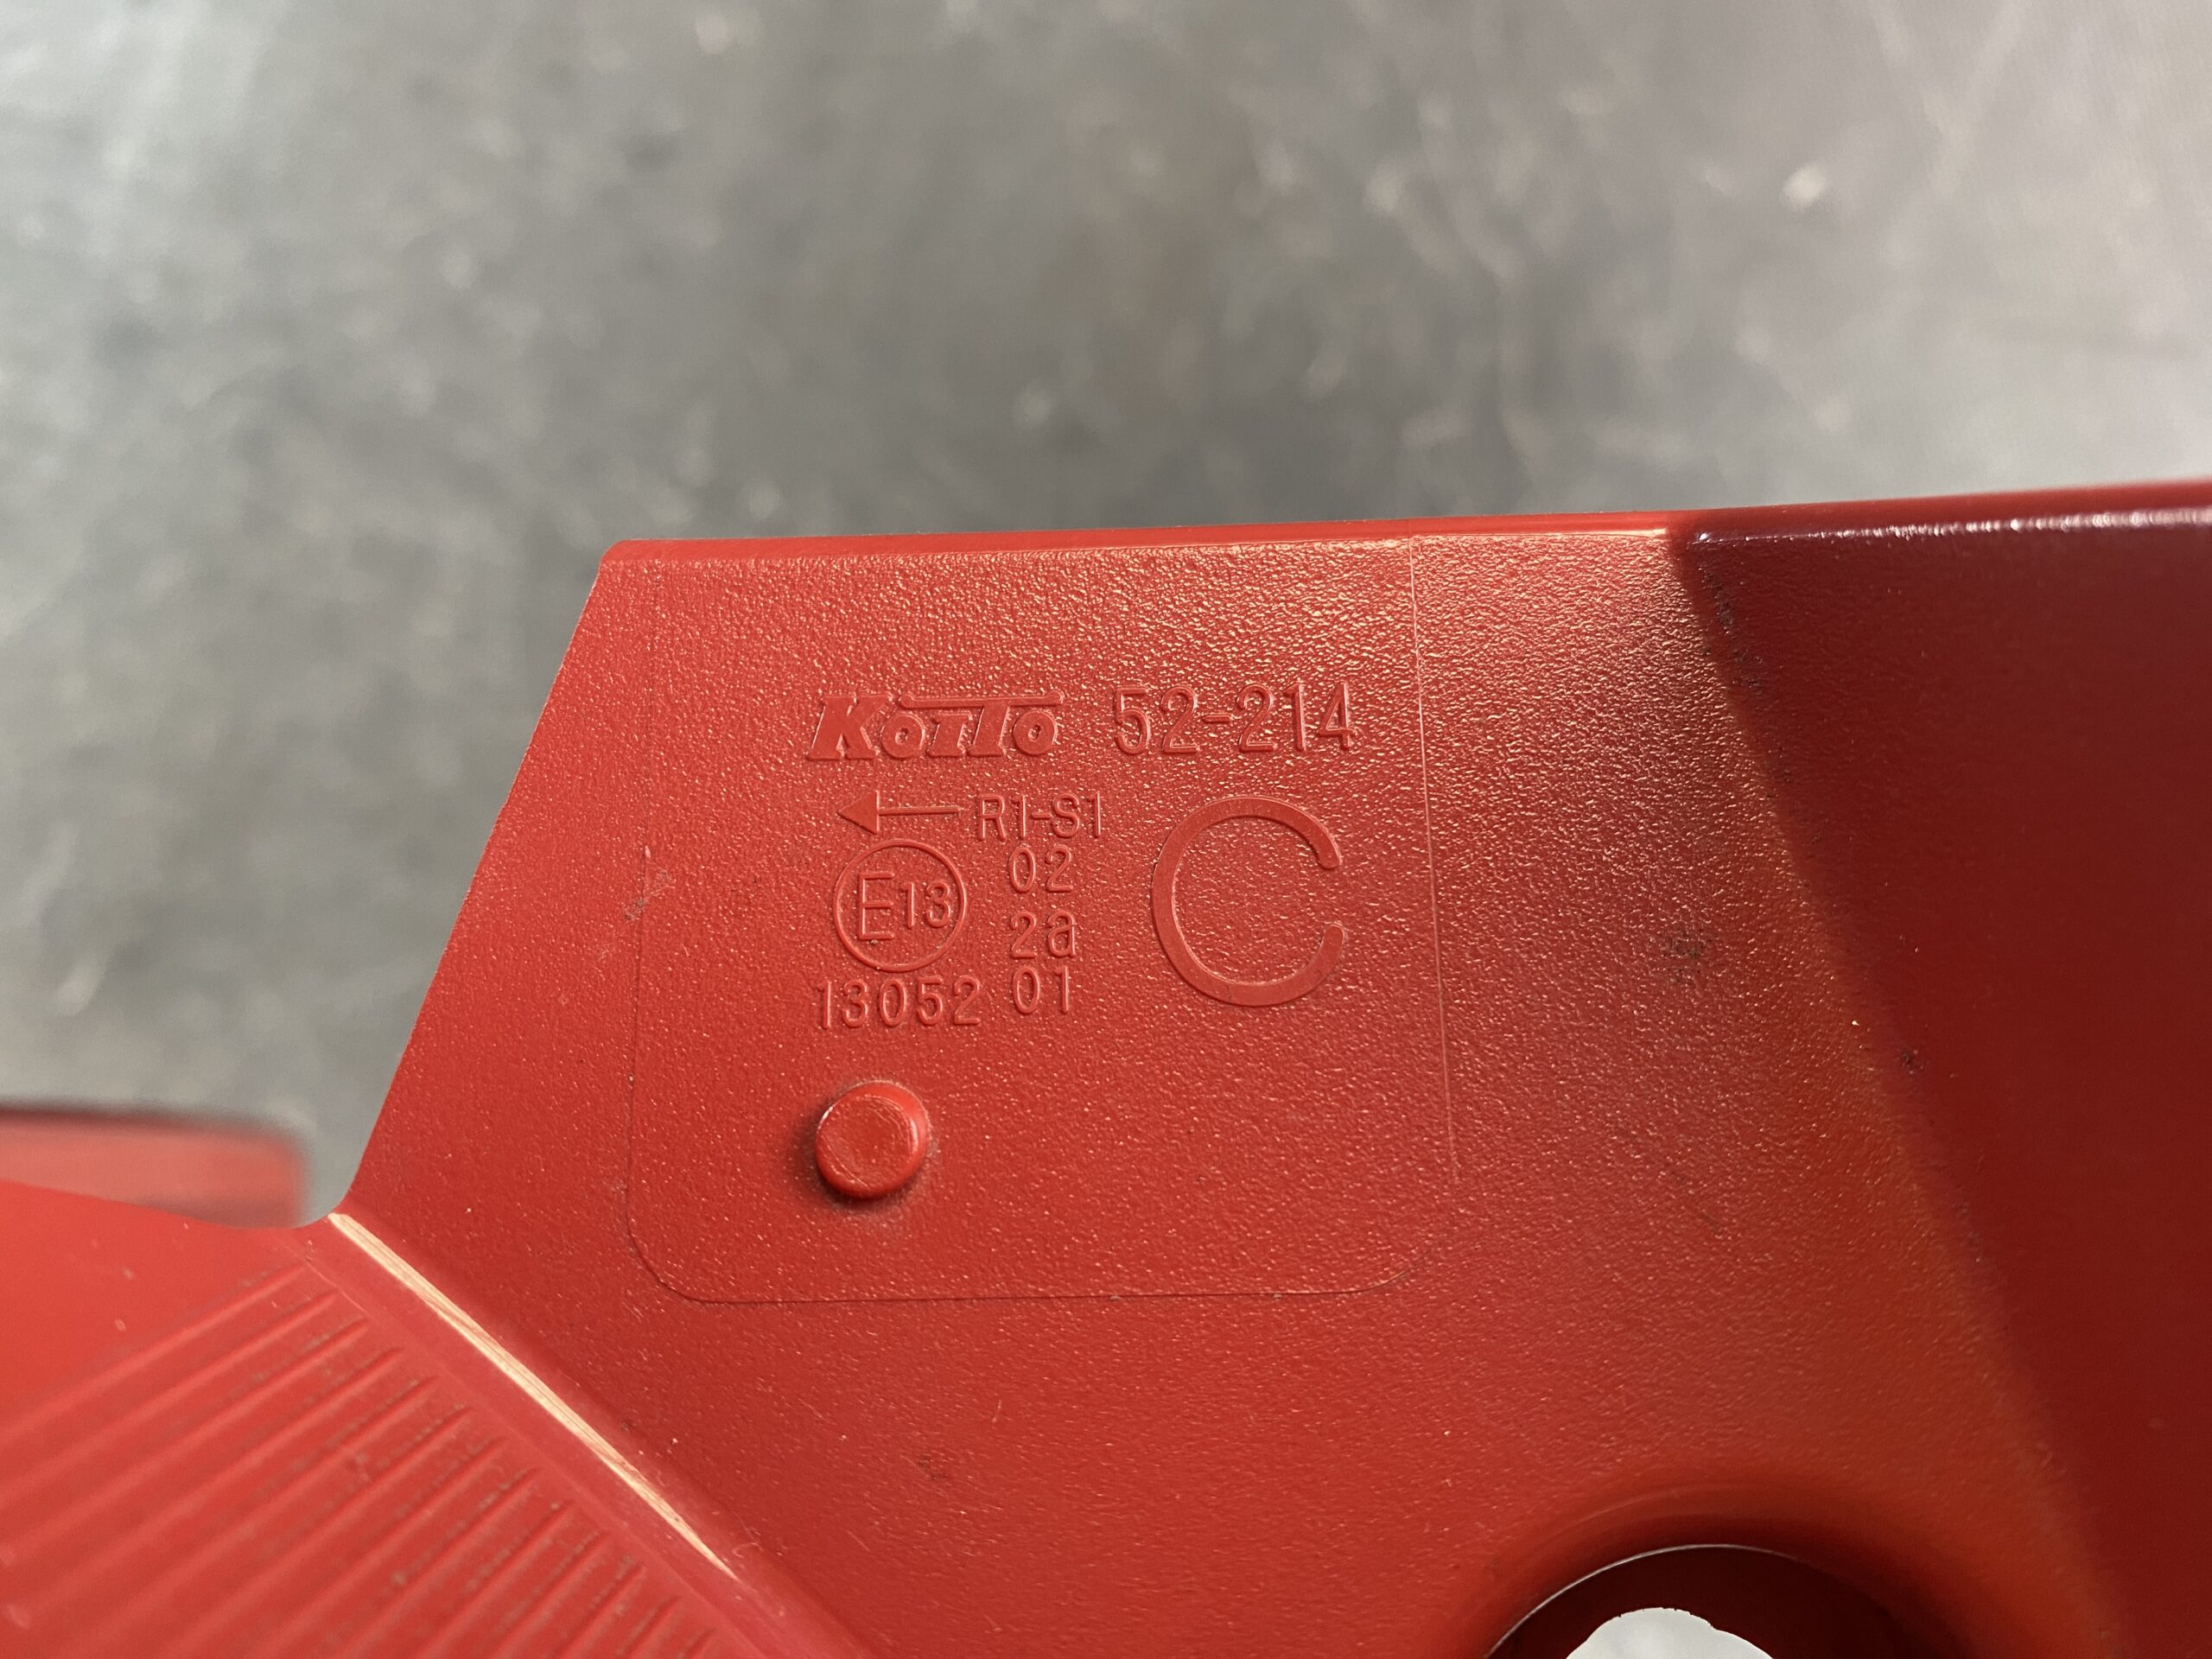 KOITO 52-214
← R1-S1
02
E13 2a C
13052 01